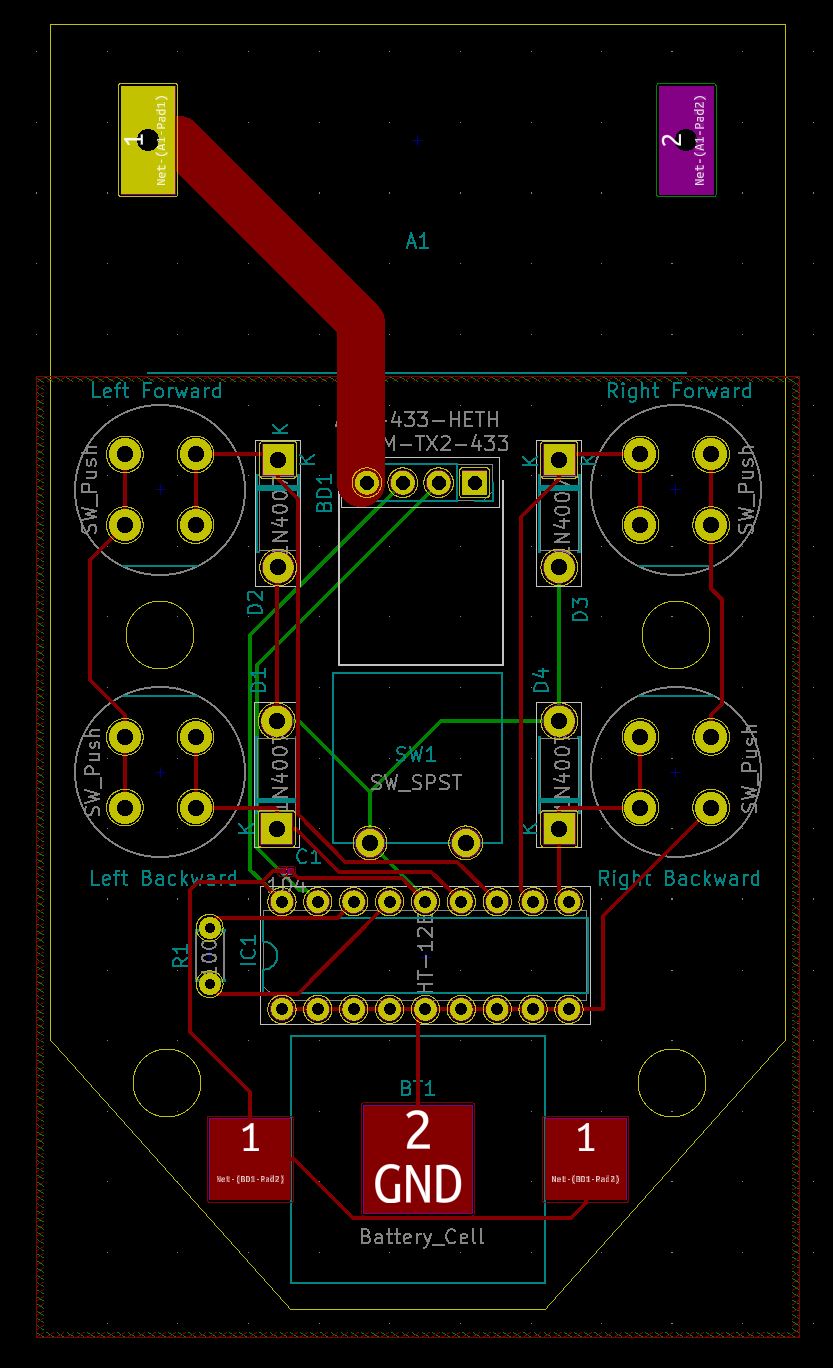 1
Net-(A1-Pad1)
2
Net-(A1-Pad2)
A1
Left Forward
Right Forward
-433-HETH
M-TX2-433
K
K
K
K
SW_Push
SW_Push
BD1
1N4007
1N4007
D2
D3
D1
D4
SW1
SW_SPST
SW_Push
SW_Push
1N4007
1N4007
K
K
C1
104
Left Backward
Right Backward
R1
100
IC1
HT-12E
BT1
1
Net-(BD1-Pad2)
2
GND
1
Net-(BD1-Pad2)
Battery_Cell